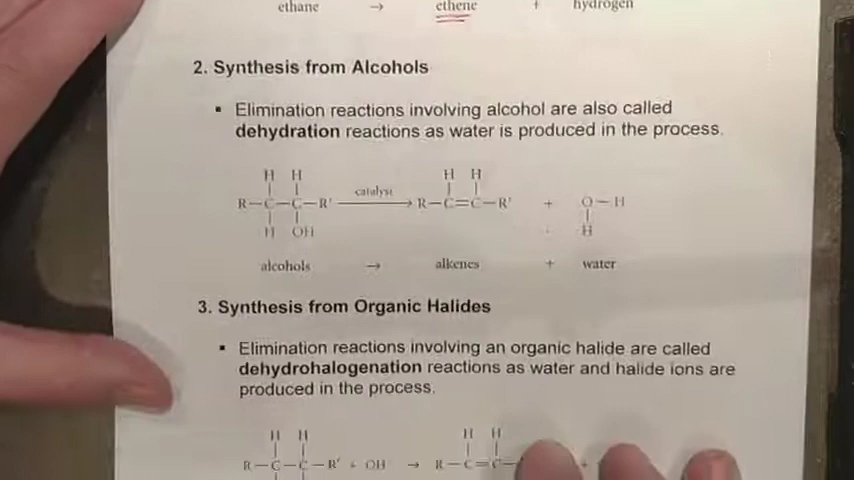 ethane → ethene + hydrogen
2. Synthesis from Alcohols
▪ Elimination reactions involving alcohol are also called
dehydration reactions as water is produced in the process.
H H H H
R—C—C—R' catalyst → R—C=C—R' + O—H
H OH H
alcohols → alkenes + water
3. Synthesis from Organic Halides
▪ Elimination reactions involving an organic halide are called
dehydrohalogenation reactions as water and halide ions are
produced in the process.
H H H H
R—C—C—R' + OH → R—C=C— +